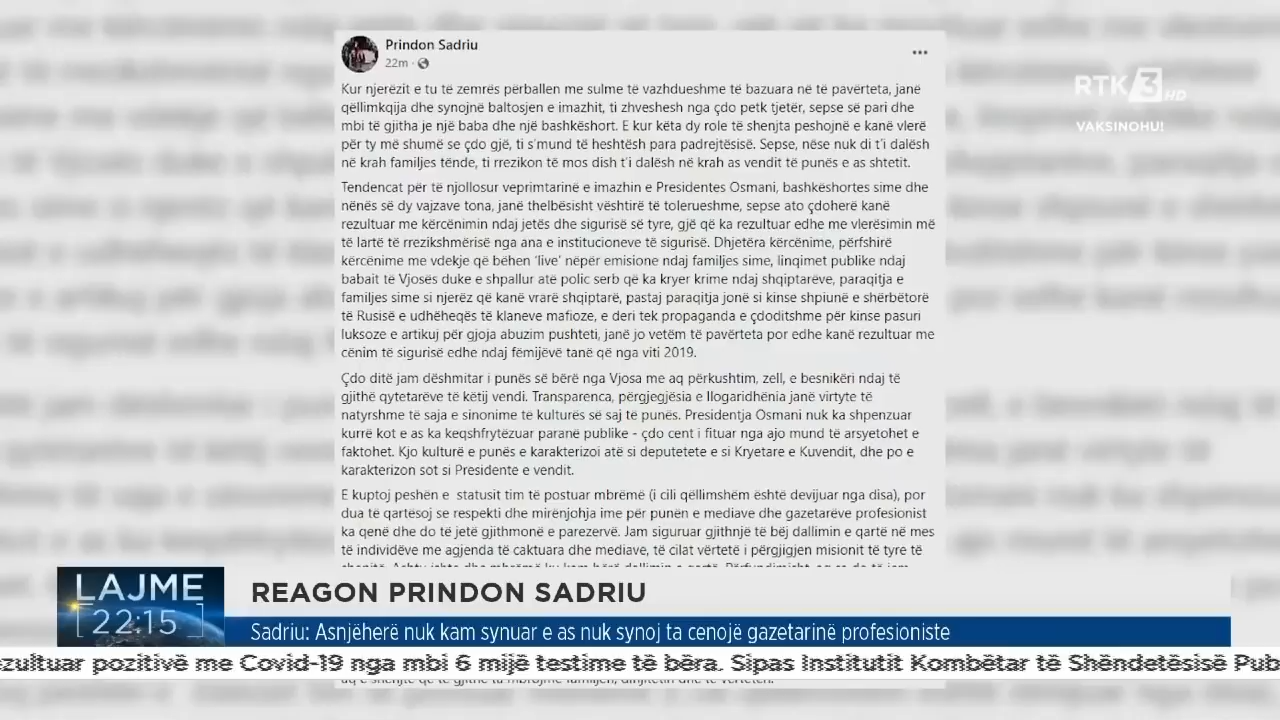 Prindon Sadriu
22m ·
Kur njerëzit e tu të zemrës përballen me sulme të vazhdueshme të bazuara në të pavërteta, janë
qëllimkqija dhe synojnë baltosjen e imazhit, ti zhveshesh nga çdo petk tjetër, sepse së pari dhe
mbi të gjitha je një baba dhe një bashkëshort. E kur këta dy role të shenjta peshojnë e kanë vlerë
për ty më shumë se çdo gjë, ti s'mund të heshtësh para padrejtësisë. Sepse, nëse nuk di t'i dalësh
në krah familjes tënde, ti rrezikon të mos dish t'i dalësh në krah as vendit të punës e as shtetit.
Tendencat për të njollosur veprimtarinë e imazhin e Presidentes Osmani, bashkëshortes sime dhe
nënës së dy vajzave tona, janë thelbësisht vështirë të tolerueshme, sepse ato çdoherë kanë
rezultuar me kërcënimin ndaj jetës dhe sigurisë së tyre, gjë që ka rezultuar edhe me vlerësimin më
të lartë të rrezikshmërisë nga ana e institucioneve të sigurisë. Dhjetëra kërcënime, përfshirë
kërcënime me vdekje që bëhen 'live' nëpër emisione ndaj familjes sime, linqimet publike ndaj
babait të Vjosës duke e shpallur atë polic serb që ka kryer krime ndaj shqiptarëve, paraqitja e
familjes sime si njerëz që kanë vrarë shqiptarë, pastaj paraqitja jonë si kinse shpiunë e shërbëtorë
të Rusisë e udhëheqës të klaneve mafioze, e deri tek propaganda e çdoditshme për kinse pasuri
luksoze e artikuj për gjoja abuzim pushteti, janë jo vetëm të pavërteta por edhe kanë rezultuar me
cënim të sigurisë edhe ndaj fëmijëvë tanë që nga viti 2019.
Çdo ditë jam dëshmitar i punës së bërë nga Vjosa me aq përkushtim, zell, e besnikëri ndaj të
gjithë qytetarëve të këtij vendi. Transparenca, përgjegjësia e llogaridhënia janë virtyte të
natyrshme të saja e sinonime të kulturës së saj të punës. Presidentja Osmani nuk ka shpenzuar
kurrë kot e as ka keqshfrytëzuar paranë publike - çdo cent i fituar nga ajo mund të arsyetohet e
faktohet. Kjo kulturë e punës e karakterizoi atë si deputetete e si Kryetare e Kuvendit, dhe po e
karakterizon sot si Presidente e vendit.
E kuptoj peshën e statusit tim të postuar mbrëmë (i cili qëllimshëm është devijuar nga disa), por
dua të qartësoj se respekti dhe mirënjohja ime për punën e mediave dhe gazetarëve profesionist
ka qenë dhe do të jetë gjithmonë e parezervë. Jam siguruar gjithnjë të bëj dallimin e qartë në mes
të individëve me agjenda të caktuara dhe mediave, të cilat vërtetë i përgjigjen misionit të tyre të
RTK 3 HD
VAKSINOHU!
LAJME
22:15
REAGON PRINDON SADRIU
Sadriu: Asnjëherë nuk kam synuar e as nuk synoj ta cenojë gazetarinë profesioniste
ezultuar pozitivë me Covid-19 nga mbi 6 mijë testime të bëra. Sipas Institutit Kombëtar të Shëndetësisë Pub